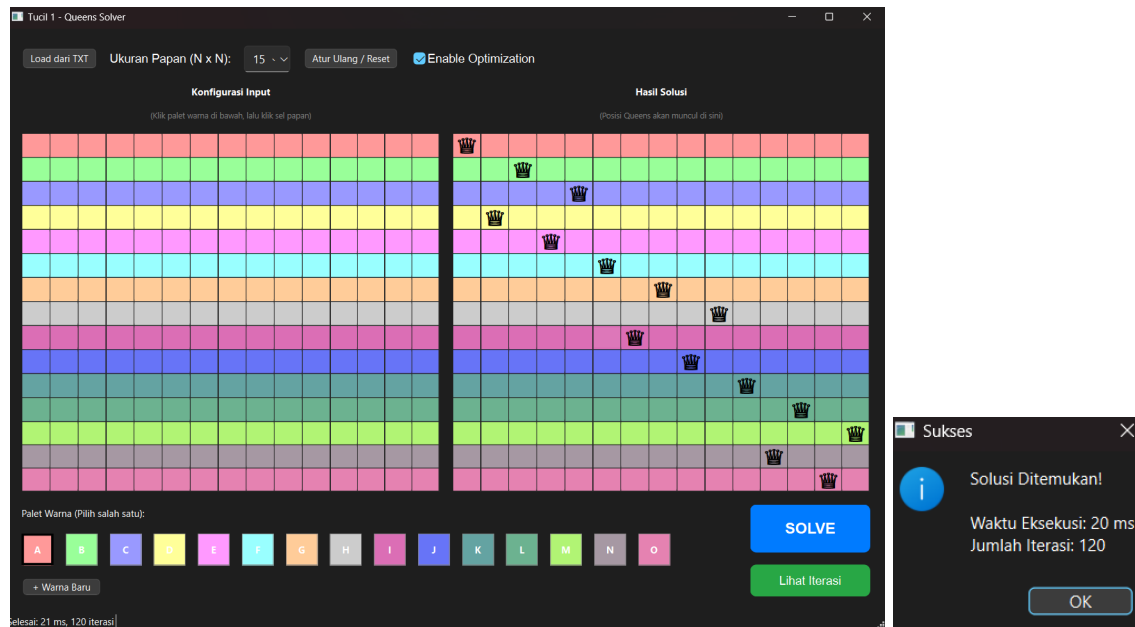 Tucil 1 - Queens Solver
Load dari TXT
Ukuran Papan (N x N):
15
Atur Ulang / Reset
Enable Optimization
Konfigurasi Input
Hasil Solusi
(Klik palet warna di bawah, lalu klik sel papan)
(Posisi Queens akan muncul di sini)
Palet Warna (Pilih salah satu):
A B C D E F G H I J K L M N O
+ Warna Baru
SOLVE
Lihat Iterasi
Selesai: 21 ms, 120 iterasi
Sukses
Solusi Ditemukan!
Waktu Eksekusi: 20 ms
Jumlah Iterasi: 120
OK